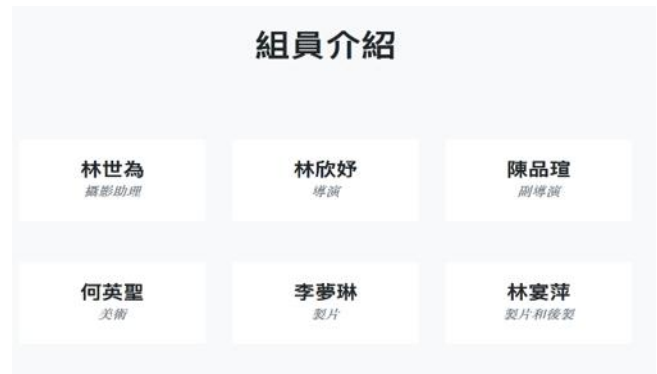 組員介紹
林世為
攝影助理
林欣妤
導演
陳品瑄
副導演
何英聖
美術
李夢琳
製片
林宴萍
製片和後製